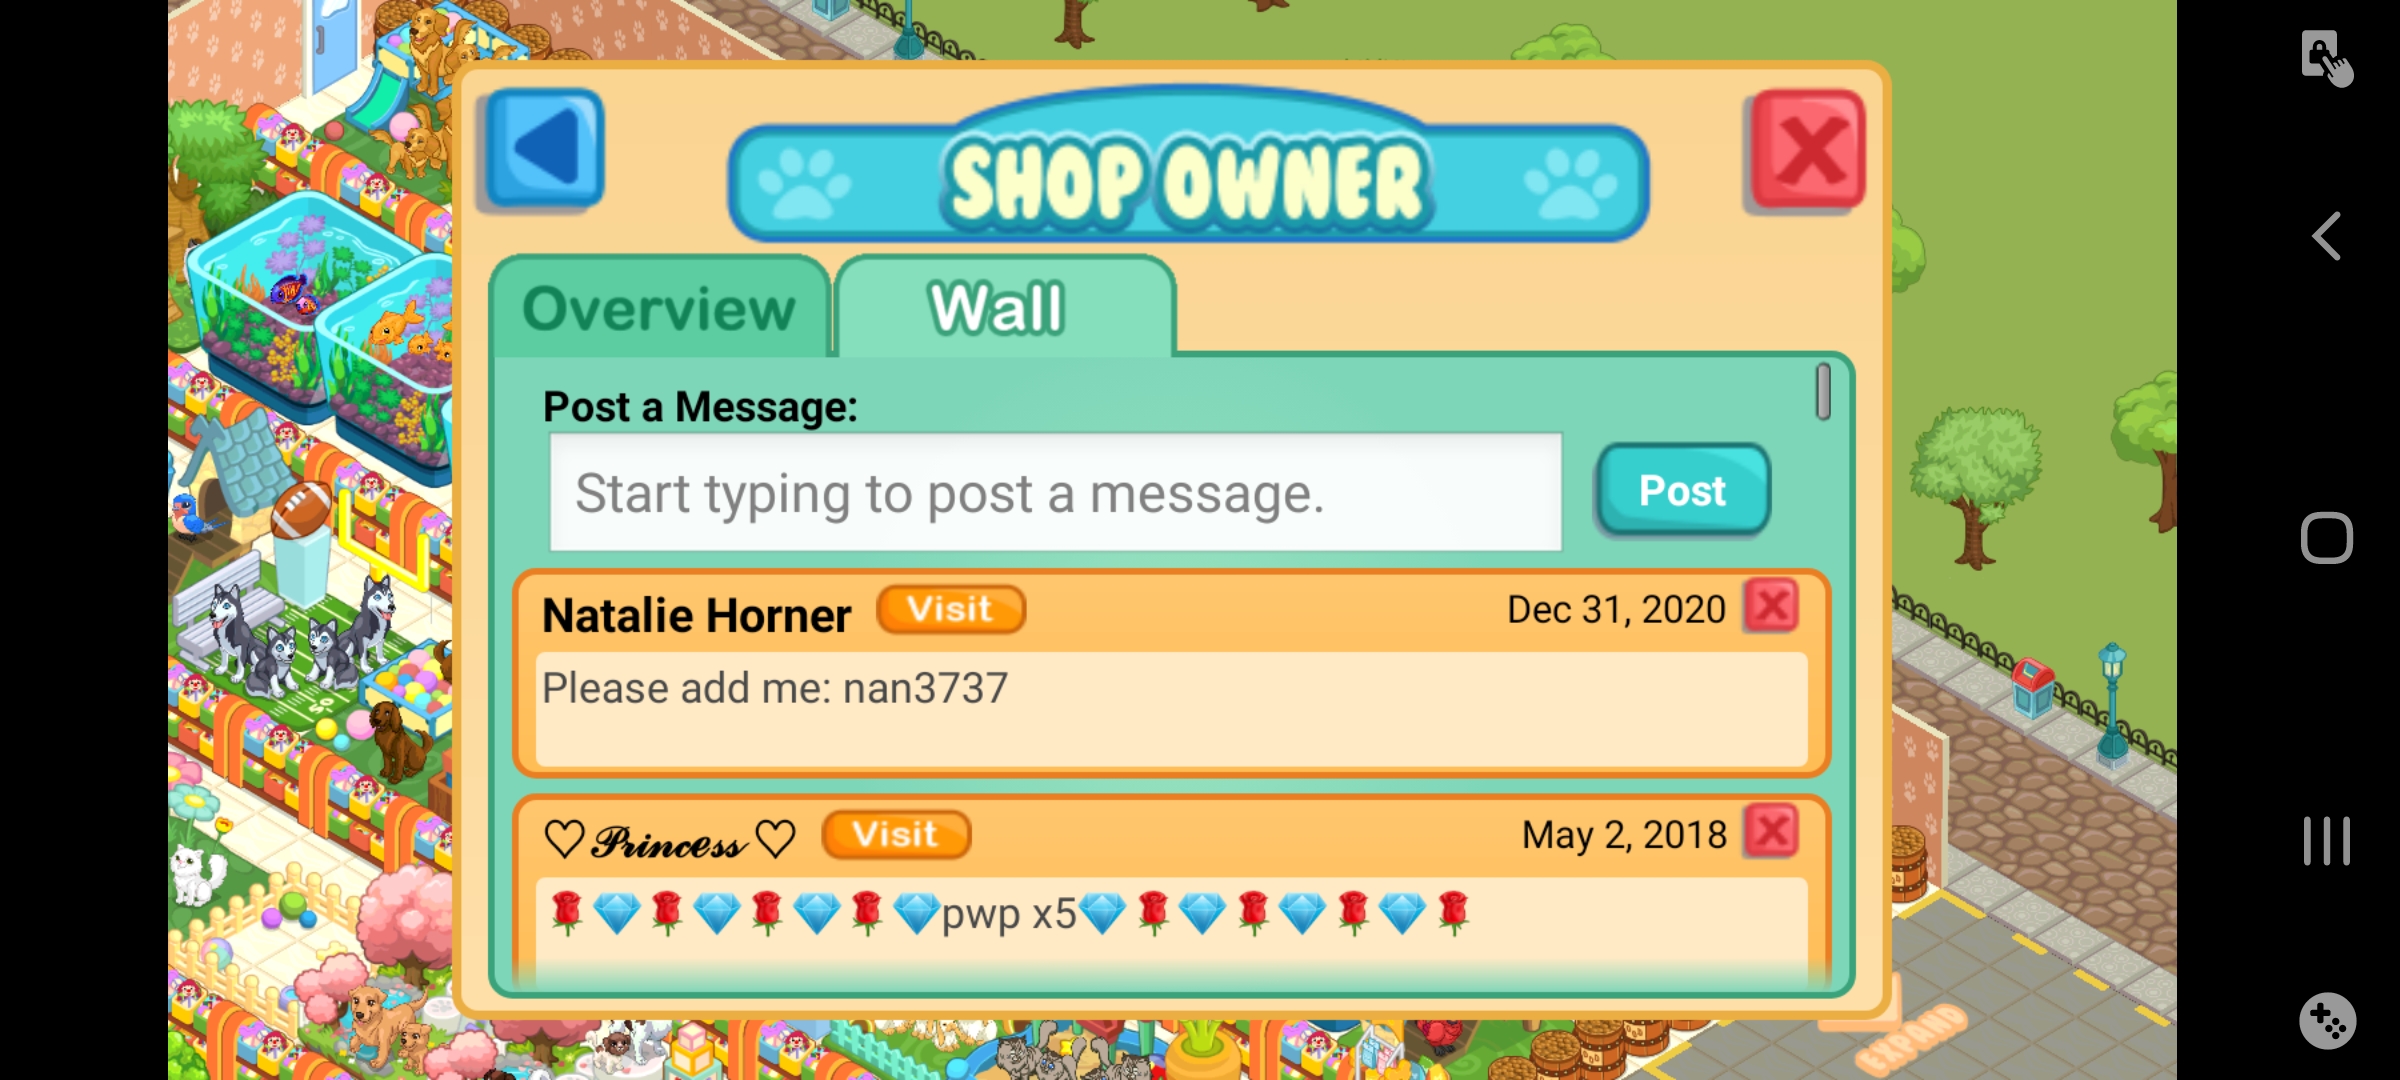 SHOP OWNER
Overview
Wall
Post a Message:
Start typing to post a message.
Post
Natalie Horner
Visit
Dec 31, 2020
Please add me: nan3737
♡𝒫𝓇𝒾𝓃𝒸𝑒𝓈𝓈♡
Visit
May 2, 2018
🌹💎🌹💎🌹💎🌹💎pwp x5💎🌹💎🌹💎🌹💎🌹
EXPAND